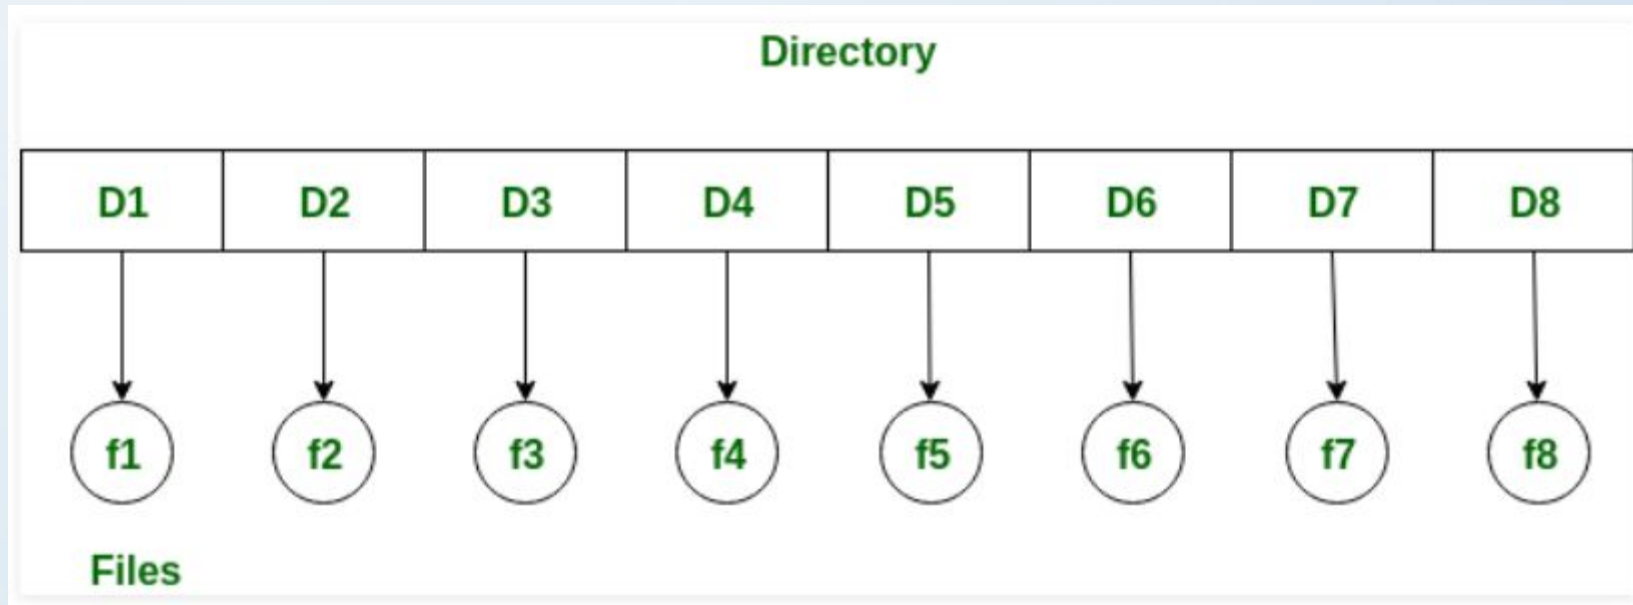 Directory
D1 D2 D3 D4 D5 D6 D7 D8
f1 f2 f3 f4 f5 f6 f7 f8
Files